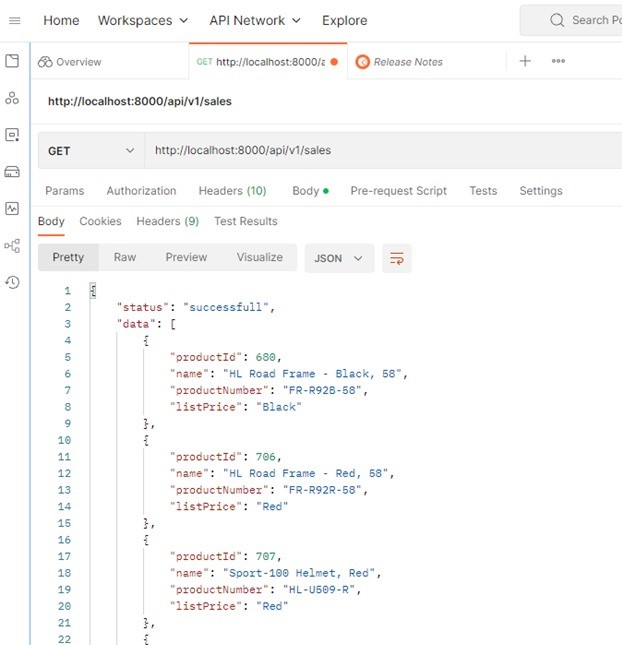 Home Workspaces API Network Explore Search Po
Overview GET http://localhost:8000/a Release Notes
http://localhost:8000/api/v1/sales
GET http://localhost:8000/api/v1/sales
Params Authorization Headers (10) Body Pre-request Script Tests Settings
Body Cookies Headers (9) Test Results
Pretty Raw Preview Visualize JSON
1 {
2 "status": "successfull",
3 "data": [
4 {
5 "productId": 680,
6 "name": "HL Road Frame - Black, 58",
7 "productNumber": "FR-R92B-58",
8 "listPrice": "Black"
9 },
10 {
11 "productId": 706,
12 "name": "HL Road Frame - Red, 58",
13 "productNumber": "FR-R92R-58",
14 "listPrice": "Red"
15 },
16 {
17 "productId": 707,
18 "name": "Sport-100 Helmet, Red",
19 "productNumber": "HL-U509-R",
20 "listPrice": "Red"
21 },
22 {